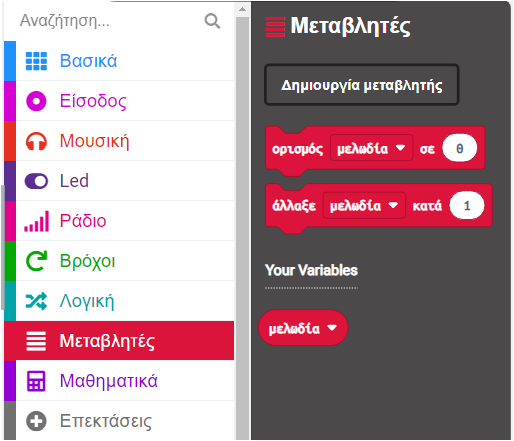 Αναζήτηση...
Βασικά
Είσοδος
Μουσική
Led
Ράδιο
Βρόχοι
Λογική
Μεταβλητές
Μαθηματικά
Επεκτάσεις
Μεταβλητές
Δημιουργία μεταβλητής
ορισμός μελωδία σε 0
άλλαξε μελωδία κατά 1
Your Variables
μελωδία